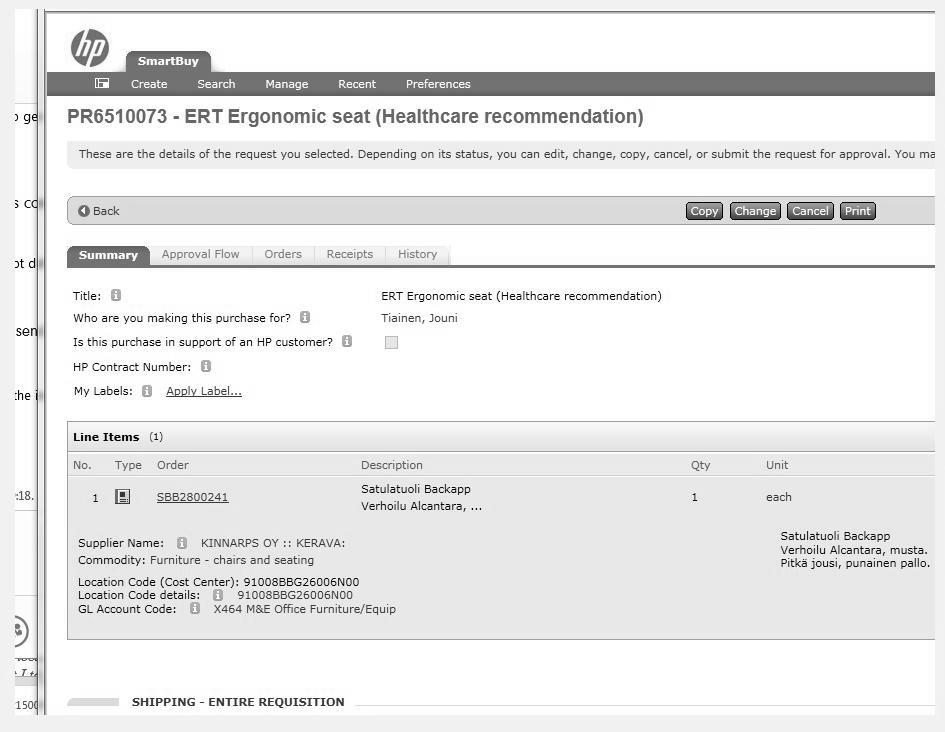 hp
SmartBuy
Create Search Manage Recent Preferences
PR6510073 - ERT Ergonomic seat (Healthcare recommendation)
These are the details of the request you selected. Depending on its status, you can edit, change, copy, cancel, or submit the request for approval. You ma
Back Copy Change Cancel Print
Summary Approval Flow Orders Receipts History
Title: ERT Ergonomic seat (Healthcare recommendation)
Who are you making this purchase for? Tiainen, Jouni
Is this purchase in support of an HP customer?
HP Contract Number:
My Labels: Apply Label...
Line Items (1)
No. Type Order Description Qty Unit
1 SBB2800241 Satulatuoli Backapp
Verhoilu Alcantara, ... 1 each
Supplier Name: KINNARPS OY :: KERAVA:
Commodity: Furniture - chairs and seating
Satulatuoli Backapp
Verhoilu Alcantara, musta.
Pitkä jousi, punainen pallo.
Location Code (Cost Center): 91008BBG26006N00
Location Code details: 91008BBG26006N00
GL Account Code: X464 M&E Office Furniture/Equip
SHIPPING - ENTIRE REQUISITION
ge
s co
ot d
sen
the i
:18.
1500